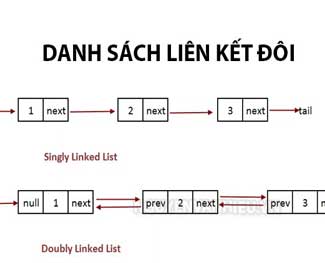 DANH SÁCH LIÊN KẾT ĐÔI
1 next 2 next 3 next tail
Singly Linked List
null 1 next prev 2 next prev 3
Doubly Linked List